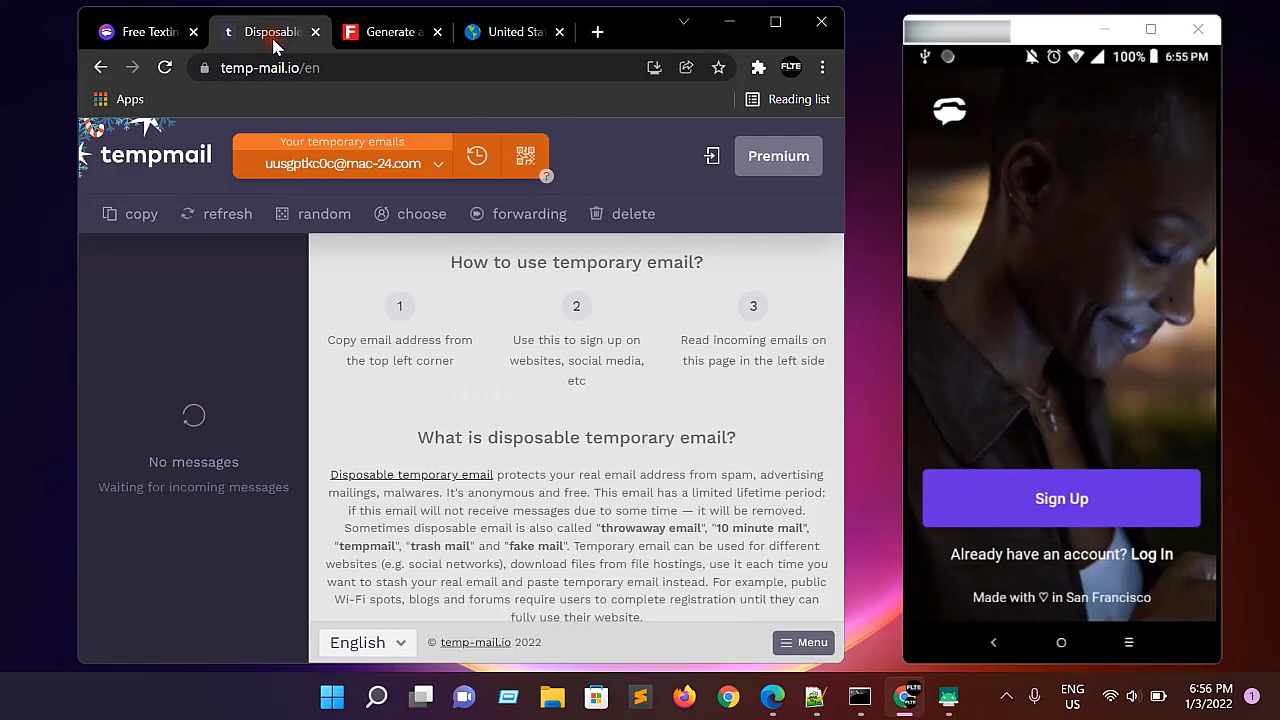 Free Textin
Disposable
Generate a
United Stat
temp-mail.io/en
FLTE
Apps
Reading list
tempmail
Your temporary emails
uusgptkc0c@mac-24.com
?
Premium
copy
refresh
random
choose
forwarding
delete
No messages
Waiting for incoming messages
How to use temporary email?
1
2
3
Copy email address from
the top left corner
Use this to sign up on
websites, social media,
etc
Read incoming emails on
this page in the left side
What is disposable temporary email?
Disposable temporary email protects your real email address from spam, advertising
mailings, malwares. It's anonymous and free. This email has a limited lifetime period:
if this email will not receive messages due to some time — it will be removed.
Sometimes disposable email is also called "throwaway email", "10 minute mail",
"tempmail", "trash mail" and "fake mail". Temporary email can be used for different
websites (e.g. social networks), download files from file hostings, use it each time you
want to stash your real email and paste temporary email instead. For example, public
Wi-Fi spots, blogs and forums require users to complete registration until they can
fully use their website.
English
© temp-mail.io 2022
Menu
100%
6:55 PM
Sign Up
Already have an account? Log In
Made with ♡ in San Francisco
FLTE
ENG
US
6:56 PM
1/3/2022
1